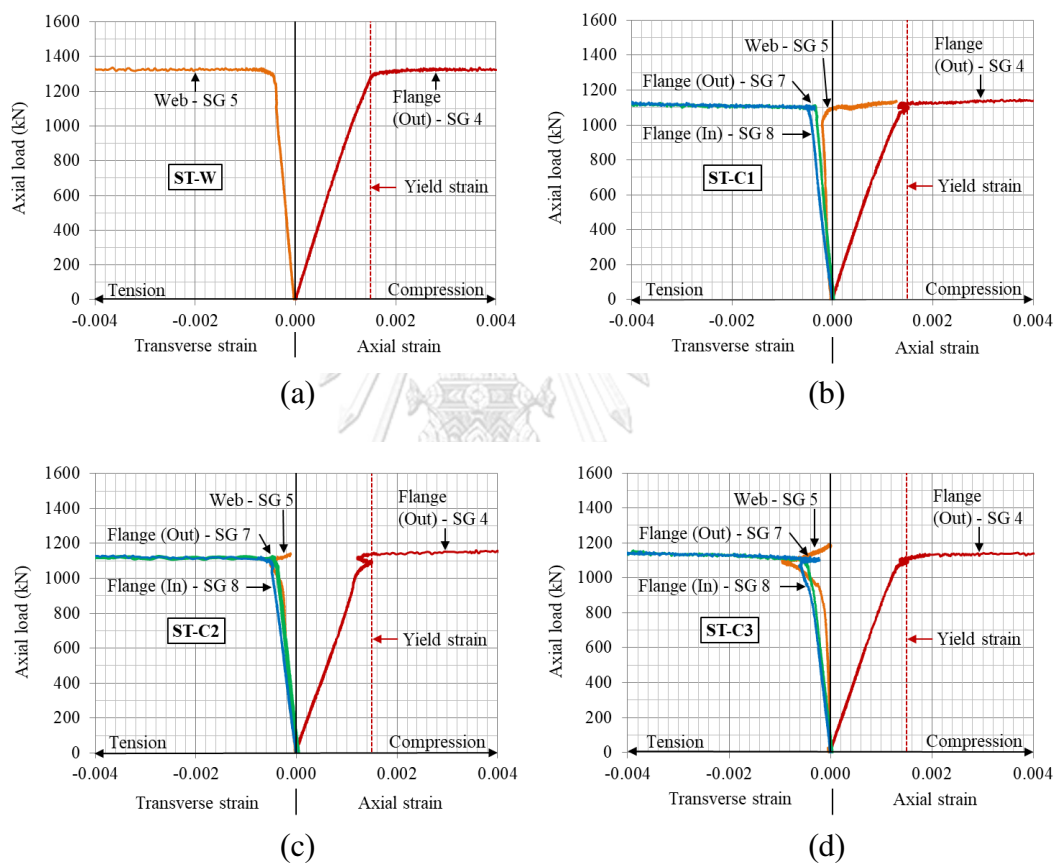 1600
1400
1200
1000
800
600
400
200
0
Axial load (kN)
Web - SG 5
Flange
(Out) - SG 4
ST-W
Yield strain
Tension
Compression
-0.004 -0.002 0.000 0.002 0.004
Transverse strain Axial strain
(a)
1600
1400
1200
1000
800
600
400
200
0
Axial load (kN)
Web - SG 5
Flange
(Out) - SG 4
Flange (Out) - SG 7
Flange (In) - SG 8
ST-C1
Yield strain
Tension
Compression
-0.004 -0.002 0.000 0.002 0.004
Transverse strain Axial strain
(b)
1600
1400
1200
1000
800
600
400
200
0
Axial load (kN)
Web - SG 5
Flange
(Out) - SG 4
Flange (Out) - SG 7
Flange (In) - SG 8
ST-C2
Yield strain
Tension
Compression
-0.004 -0.002 0.000 0.002 0.004
Transverse strain Axial strain
(c)
1600
1400
1200
1000
800
600
400
200
0
Axial load (kN)
Web - SG 5
Flange
(Out) - SG 4
Flange (Out) - SG 7
Flange (In) - SG 8
ST-C3
Yield strain
Tension
Compression
-0.004 -0.002 0.000 0.002 0.004
Transverse strain Axial strain
(d)